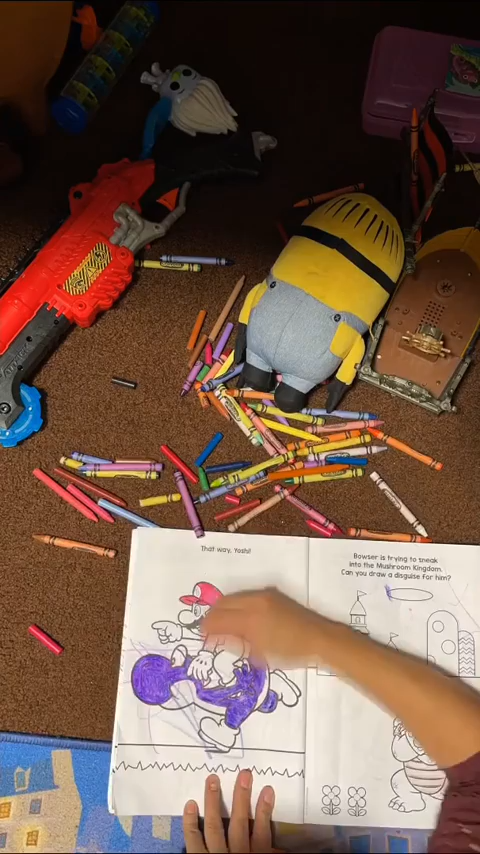 That way, Yoshi!
Bowser is trying to sneak
into the Mushroom Kingdom.
Can you draw a disguise for him?